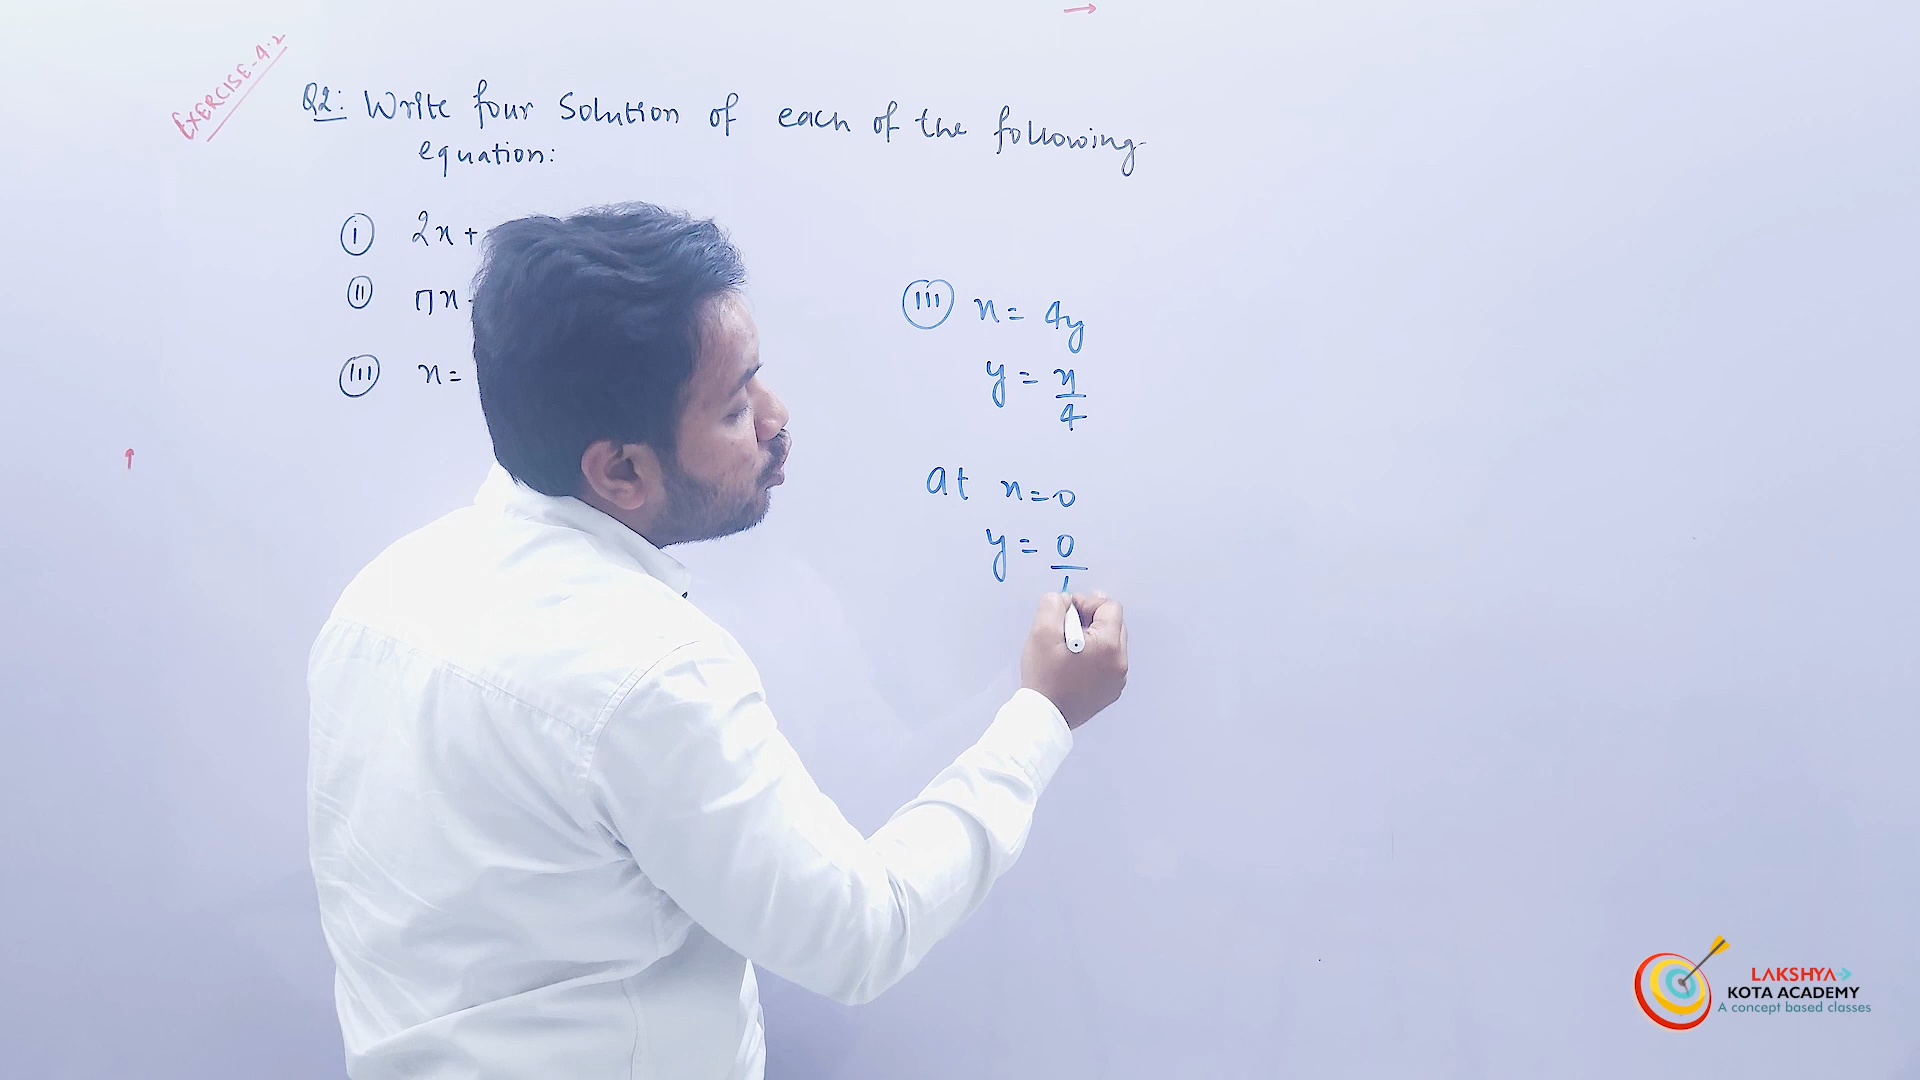 EXERCISE-4.2
Q2: Write four Solution of each of the following
equation:
(i) 2x+
(ii) πx
(iii) x=
(iii) x = 4y
y = x/4
at x=0
y = 0/
LAKSHYA
KOTA ACADEMY
A concept based classes